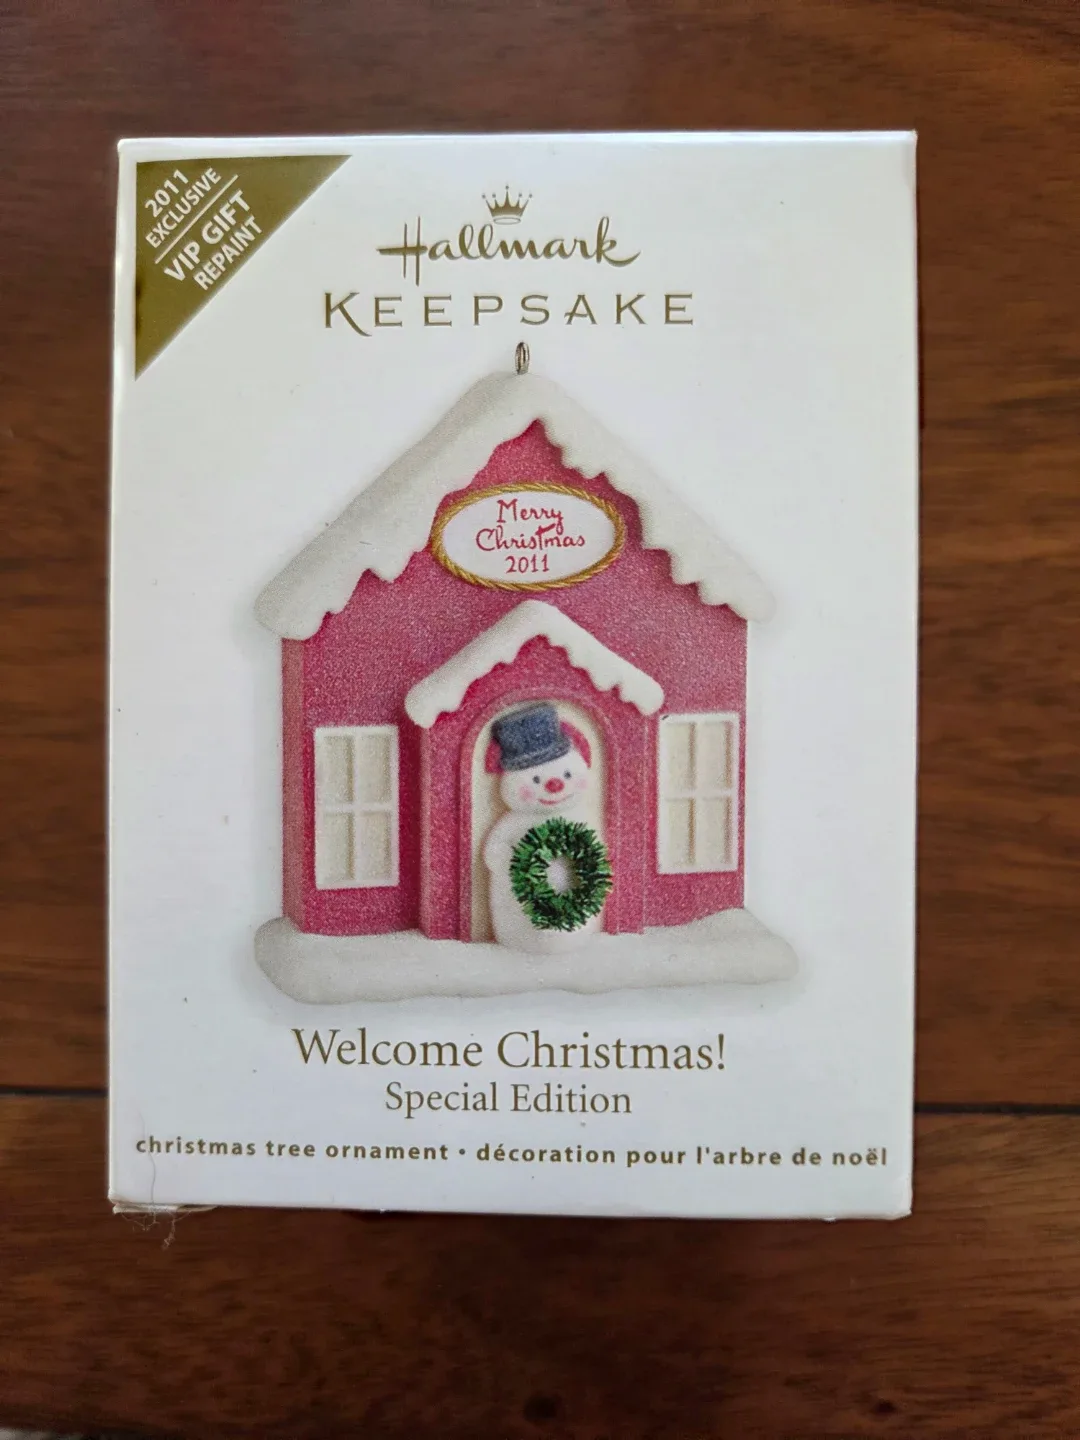 2011
EXCLUSIVE
VIP GIFT
REPAINT
Hallmark
KEEPSAKE
Merry
Christmas
2011
Welcome Christmas!
Special Edition
christmas tree ornament • décoration pour l'arbre de noël